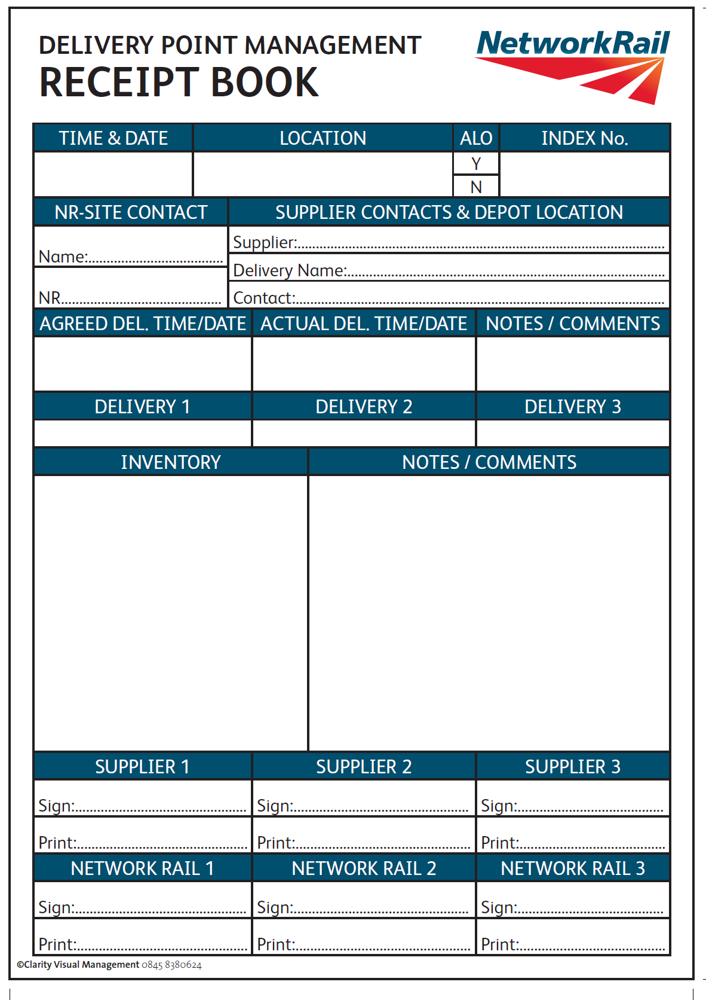 DELIVERY POINT MANAGEMENT
RECEIPT BOOK
NetworkRail
TIME & DATE LOCATION ALO INDEX No.
Y
N
NR-SITE CONTACT SUPPLIER CONTACTS & DEPOT LOCATION
Supplier:
Name:
Delivery Name:
NR
Contact:
AGREED DEL. TIME/DATE ACTUAL DEL. TIME/DATE NOTES / COMMENTS
DELIVERY 1 DELIVERY 2 DELIVERY 3
INVENTORY NOTES / COMMENTS
SUPPLIER 1 SUPPLIER 2 SUPPLIER 3
Sign: Sign: Sign:
Print: Print: Print:
NETWORK RAIL 1 NETWORK RAIL 2 NETWORK RAIL 3
Sign: Sign: Sign:
Print: Print: Print:
©Clarity Visual Management 0845 8380624